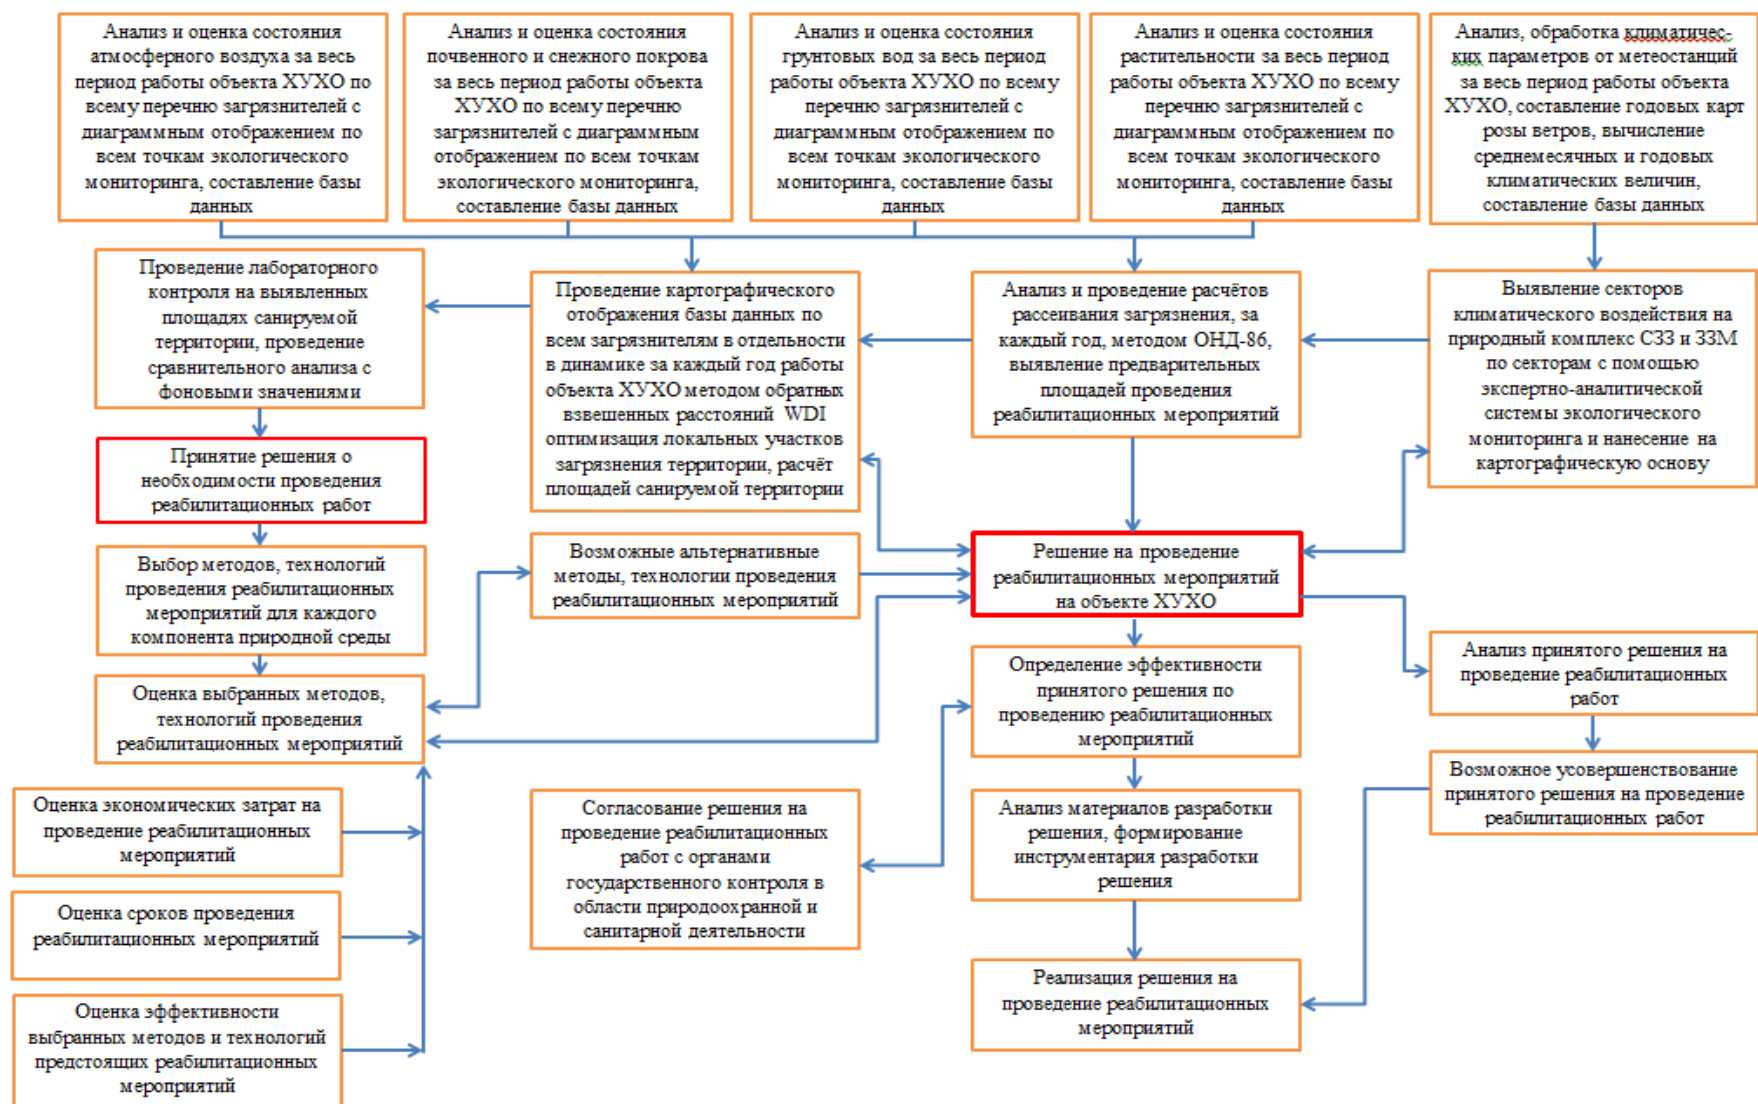 Анализ и оценка состояния
атмосферного воздуха за весь
период работы объекта ХУХО по
всему перечню загрязнителей с
диаграммным отображением по
всем точкам экологического
мониторинга, составление базы
данных
Анализ и оценка состояния
почвенного и снежного покрова
за весь период работы объекта
ХУХО по всему перечню
загрязнителей с диаграммным
отображением по всем точкам
экологического мониторинга,
составление базы данных
Анализ и оценка состояния
грунтовых вод за весь период
работы объекта ХУХО по всему
перечню загрязнителей с
диаграммным отображением по
всем точкам экологического
мониторинга, составление базы
данных
Анализ и оценка состояния
растительности за весь период
работы объекта ХУХО по всему
перечню загрязнителей с
диаграммным отображением по
всем точкам экологического
мониторинга, составление базы
данных
Анализ, обработка климатичес-
ких параметров от метеостанций
за весь период работы объекта
ХУХО, составление годовых карт
розы ветров, вычисление
среднемесячных и годовых
климатических величин,
составление базы данных
Проведение лабораторного
контроля на выявленных
площадях санируемой
территории, проведение
сравнительного анализа с
фоновыми значениями
Проведение картографического
отображения базы данных по
всем загрязнителям в отдельности
в динамике за каждый год работы
объекта ХУХО методом обратных
взвешенных расстояний WDI
оптимизация локальных участков
загрязнения территории, расчёт
площадей санируемой территории
Анализ и проведение расчётов
рассеивания загрязнения, за
каждый год, методом ОНД-86,
выявление предварительных
площадей проведения
реабилитационных мероприятий
Выявление секторов
климатического воздействия на
природный комплекс СЗЗ и ЗЗМ
по секторам с помощью
экспертно-аналитической
системы экологического
мониторинга и нанесение на
картографическую основу
Принятие решения о
необходимости проведения
реабилитационных работ
Выбор методов, технологий
проведения реабилитационных
мероприятий для каждого
компонента природной среды
Возможные альтернативные
методы, технологии проведения
реабилитационных мероприятий
Решение на проведение
реабилитационных мероприятий
на объекте ХУХО
Оценка выбранных методов,
технологий проведения
реабилитационных мероприятий
Определение эффективности
принятого решения по
проведению реабилитационных
мероприятий
Анализ принятого решения на
проведение реабилитационных
работ
Оценка экономических затрат на
проведение реабилитационных
мероприятий
Согласование решения на
проведение реабилитационных
работ с органами
государственного контроля в
области природоохранной и
санитарной деятельности
Анализ материалов разработки
решения, формирование
инструментария разработки
решения
Возможное усовершенствование
принятого решения на проведение
реабилитационных работ
Оценка сроков проведения
реабилитационных мероприятий
Оценка эффективности
выбранных методов и технологий
предстоящих реабилитационных
мероприятий
Реализация решения на
проведение реабилитационных
мероприятий